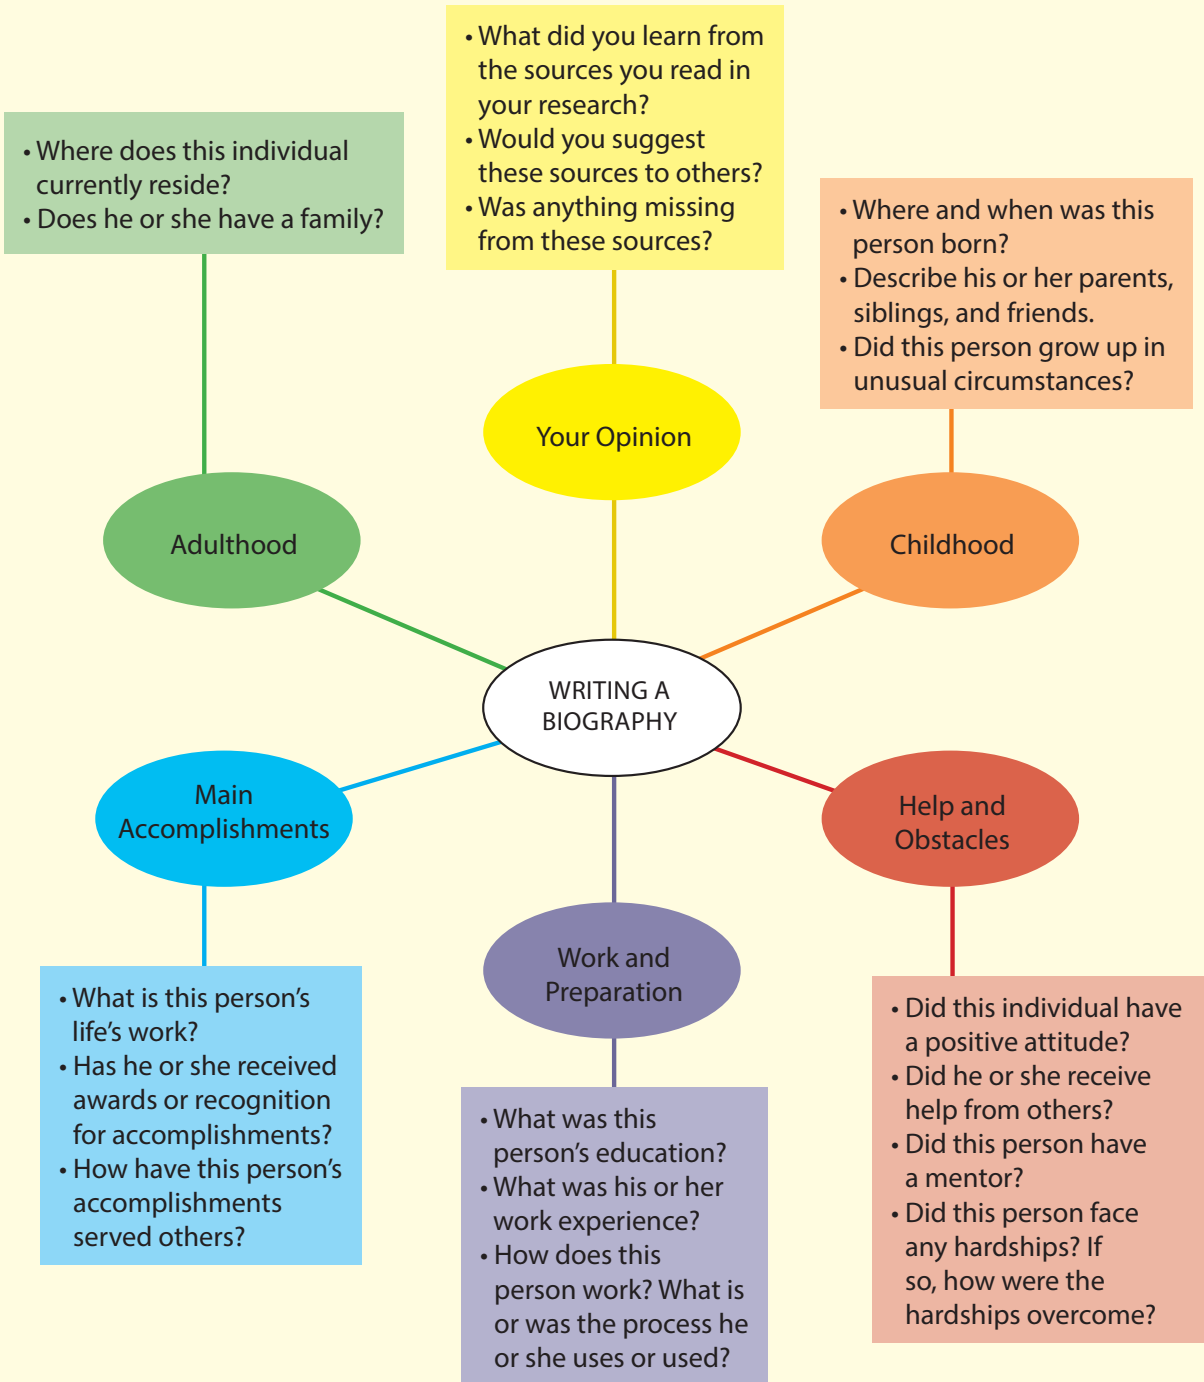 • What did you learn from
the sources you read in
your research?
• Would you suggest
these sources to others?
• Was anything missing
from these sources?
• Where does this individual
currently reside?
• Does he or she have a family?
• Where and when was this
person born?
• Describe his or her parents,
siblings, and friends.
• Did this person grow up in
unusual circumstances?
Your Opinion
Adulthood
Childhood
WRITING A
BIOGRAPHY
Main
Accomplishments
Help and
Obstacles
Work and
Preparation
• What is this person’s
life’s work?
• Has he or she received
awards or recognition
for accomplishments?
• How have this person’s
accomplishments
served others?
• What was this
person’s education?
• What was his or her
work experience?
• How does this
person work? What is
or was the process he
or she uses or used?
• Did this individual have
a positive attitude?
• Did he or she receive
help from others?
• Did this person have
a mentor?
• Did this person face
any hardships? If
so, how were the
hardships overcome?